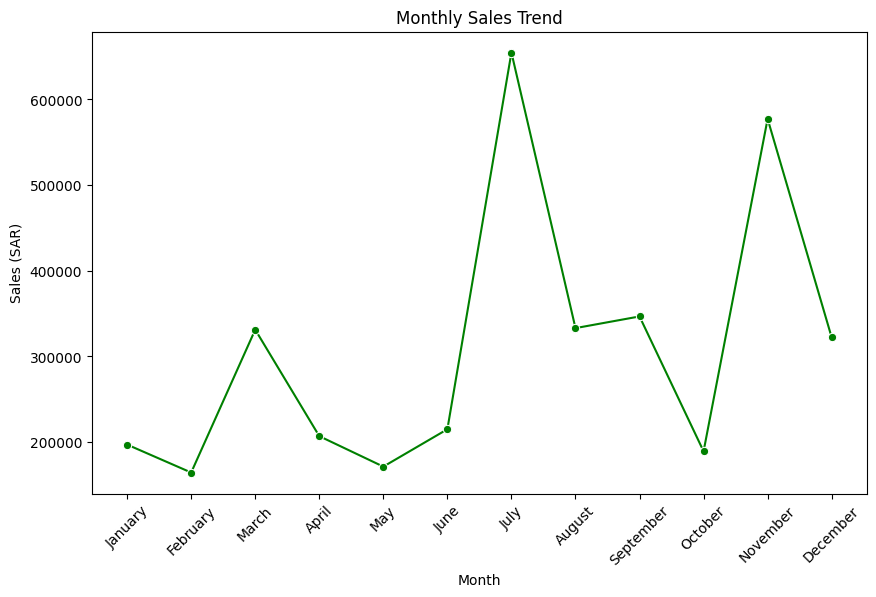 Monthly Sales Trend
Sales (SAR)
600000
500000
400000
300000
200000
January
February
March
April
May
June
July
August
September
October
November
December
Month